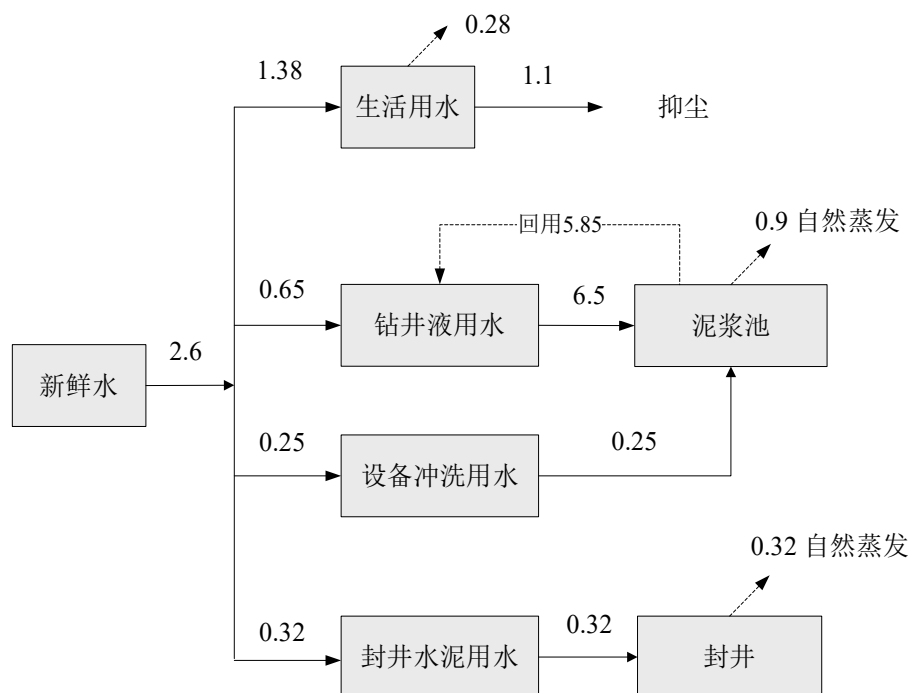 0.28
1.38
1.1
生活用水
抑尘
回用5.85
0.9 自然蒸发
0.65
6.5
钻井液用水
泥浆池
2.6
新鲜水
0.25
0.25
设备冲洗用水
0.32 自然蒸发
0.32
0.32
封井水泥用水
封井